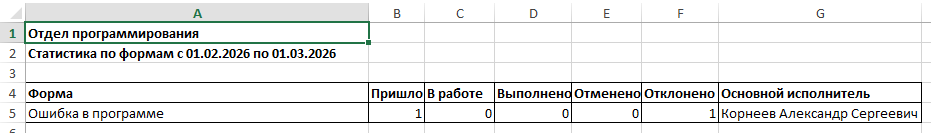 A B C D E F G
1 Отдел программирования
2 Статистика по формам с 01.02.2026 по 01.03.2026
3
4 Форма Пришло В работе Выполнено Отменено Отклонено Основной исполнитель
5 Ошибка в программе 1 0 0 0 1 Корнеев Александр Сергеевич